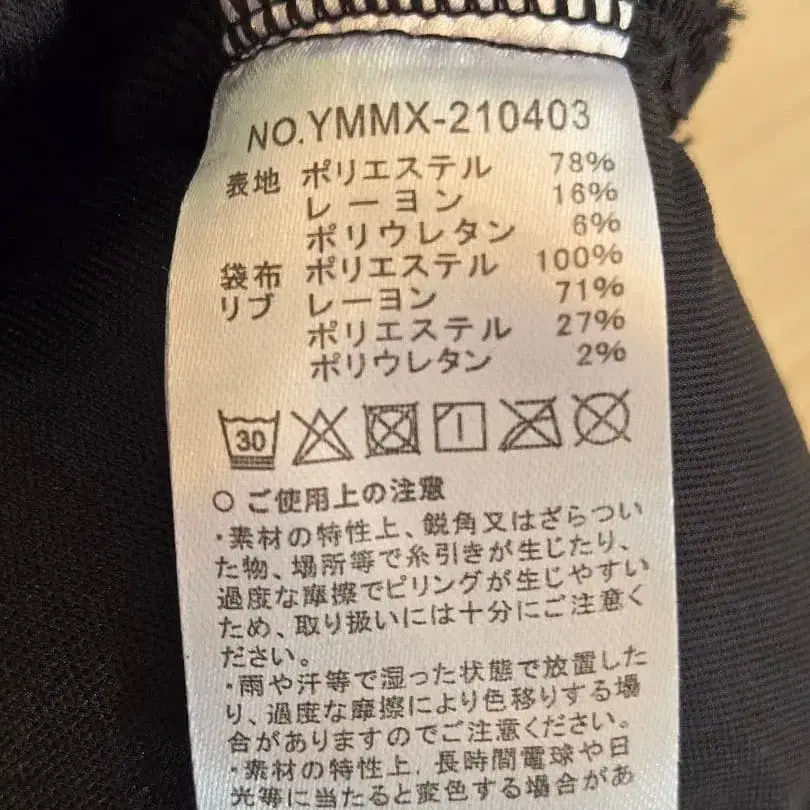 NO.YMMX-210403
表地 ポリエステル 78%
レーヨン 16%
ポリウレタン 6%
袋布 ポリエステル 100%
リブ レーヨン 71%
ポリエステル 27%
ポリウレタン 2%
30
○ ご使用上の注意
・素材の特性上、鋭角又はざらつい
た物、場所等で糸引きが生じたり、
過度な摩擦でピリングが生じやすい
ため、取り扱いには十分にご注意く
ださい。
・雨や汗等で湿った状態で放置した
り、過度な摩擦により色移りする場
合がありますのでご注意ください。
・素材の特性上、長時間電球や日
光等に当たると変色する場合があ